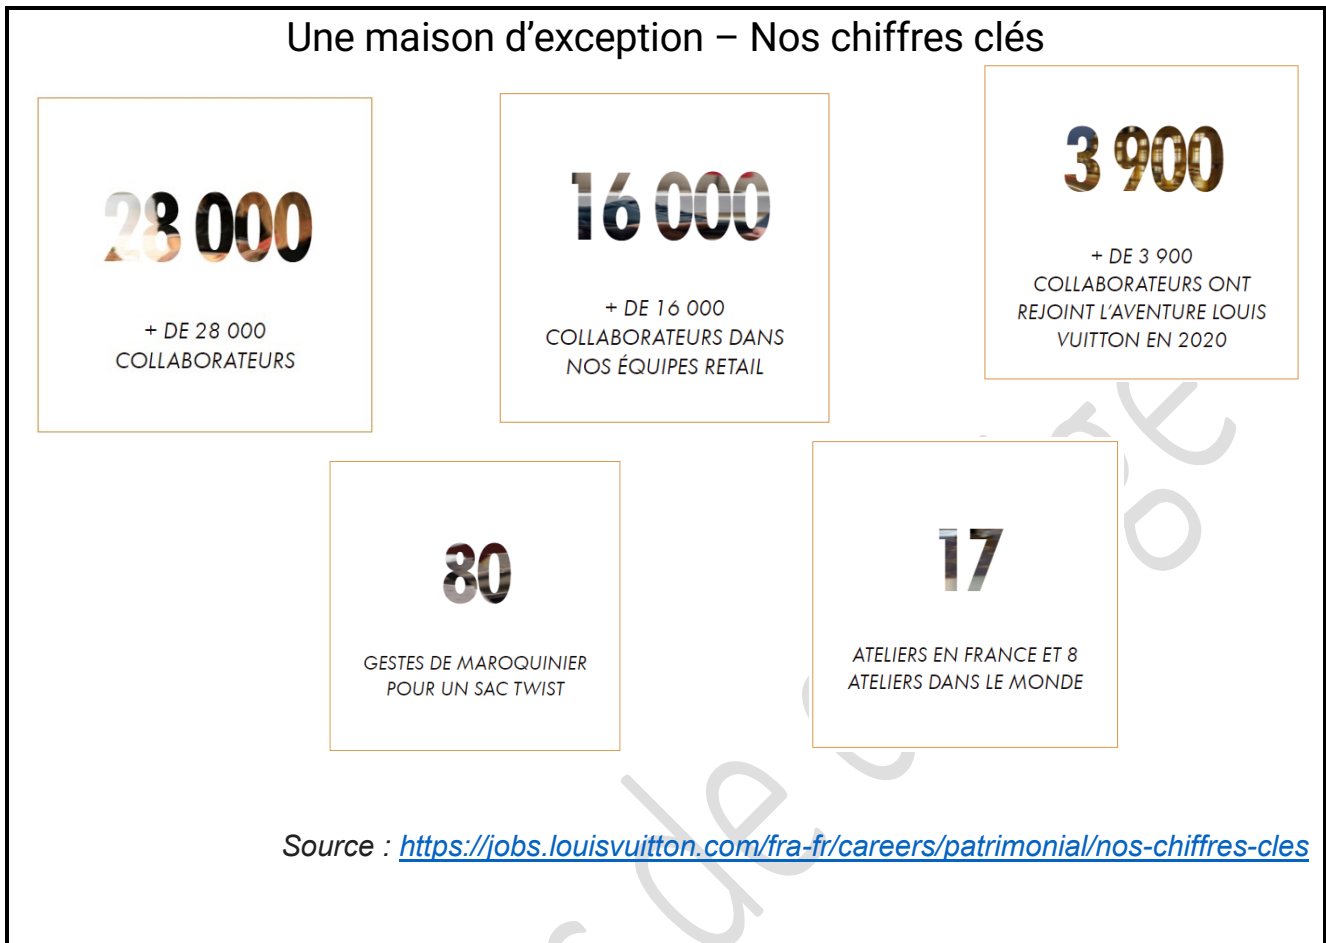 Une maison d’exception – Nos chiffres clés
28 000
+ DE 28 000
COLLABORATEURS
16 000
+ DE 16 000
COLLABORATEURS DANS
NOS ÉQUIPES RETAIL
3 900
+ DE 3 900
COLLABORATEURS ONT
REJOINT L’AVENTURE LOUIS
VUITTON EN 2020
80
GESTES DE MAROQUINIER
POUR UN SAC TWIST
17
ATELIERS EN FRANCE ET 8
ATELIERS DANS LE MONDE
Source : https://jobs.louisvuitton.com/fra-fr/careers/patrimonial/nos-chiffres-cles
de